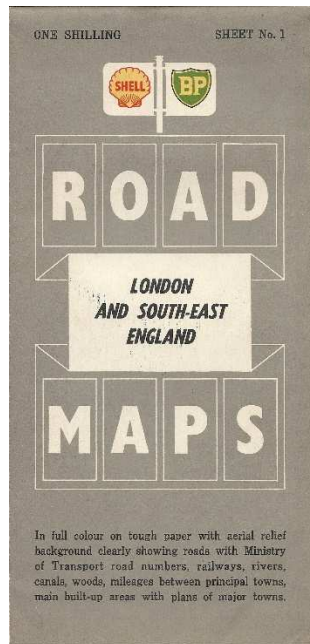 ONE SHILLING SHEET No. 1
SHELL BP
ROAD
LONDON
AND SOUTH-EAST
ENGLAND
MAPS
In full colour on tough paper with aerial relief
background clearly showing roads with Ministry
of Transport road numbers, railways, rivers,
canals, woods, mileages between principal towns,
main built-up areas with plans of major towns.